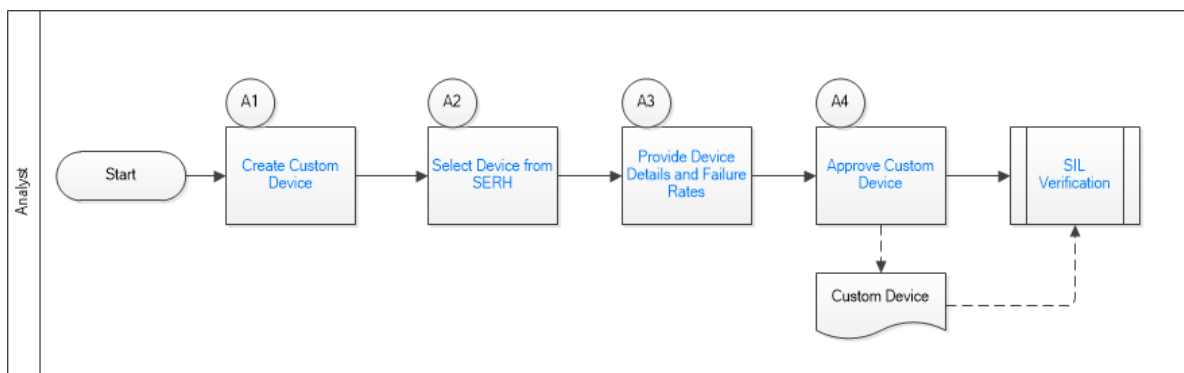 Analyst
Start
A1
Create Custom
Device
A2
Select Device from
SERH
A3
Provide Device
Details and Failure
Rates
A4
Approve Custom
Device
SIL
Verification
Custom Device